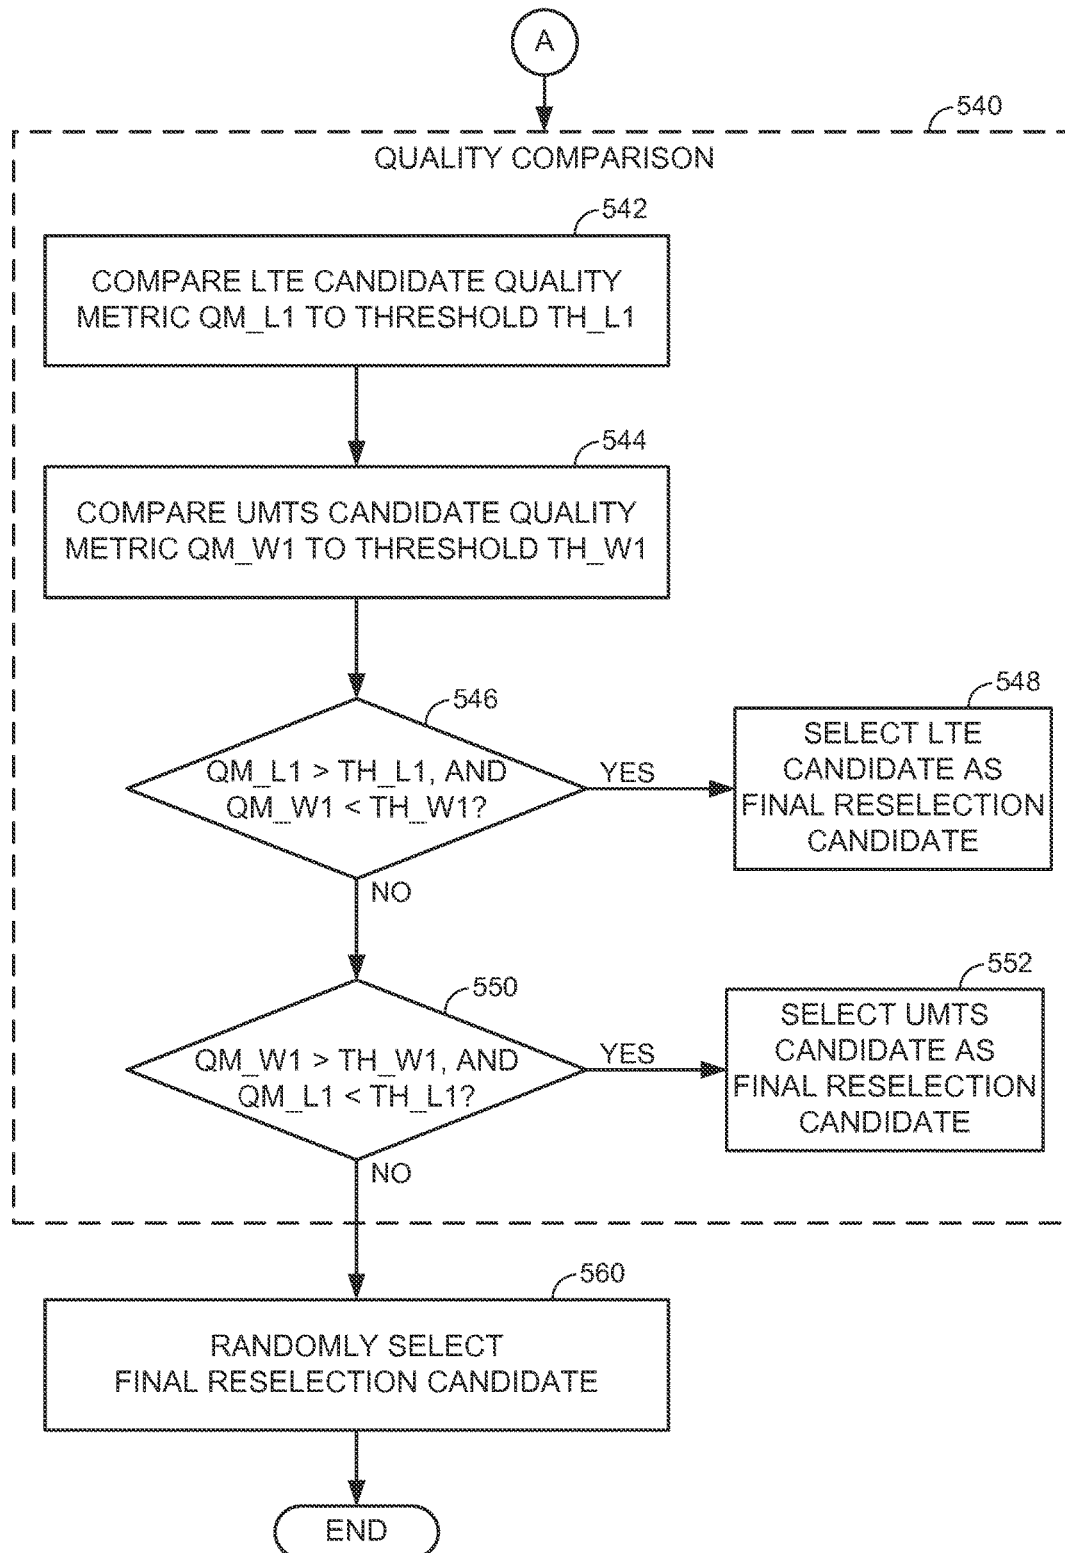 A
540
QUALITY COMPARISON
542
COMPARE LTE CANDIDATE QUALITY
METRIC QM_L1 TO THRESHOLD TH_L1
544
COMPARE UMTS CANDIDATE QUALITY
METRIC QM_W1 TO THRESHOLD TH_W1
546
QM_L1 > TH_L1, AND
QM_W1 < TH_W1?
YES
NO
548
SELECT LTE
CANDIDATE AS
FINAL RESELECTION
CANDIDATE
550
QM_W1 > TH_W1, AND
QM_L1 < TH_L1?
YES
NO
552
SELECT UMTS
CANDIDATE AS
FINAL RESELECTION
CANDIDATE
560
RANDOMLY SELECT
FINAL RESELECTION CANDIDATE
END